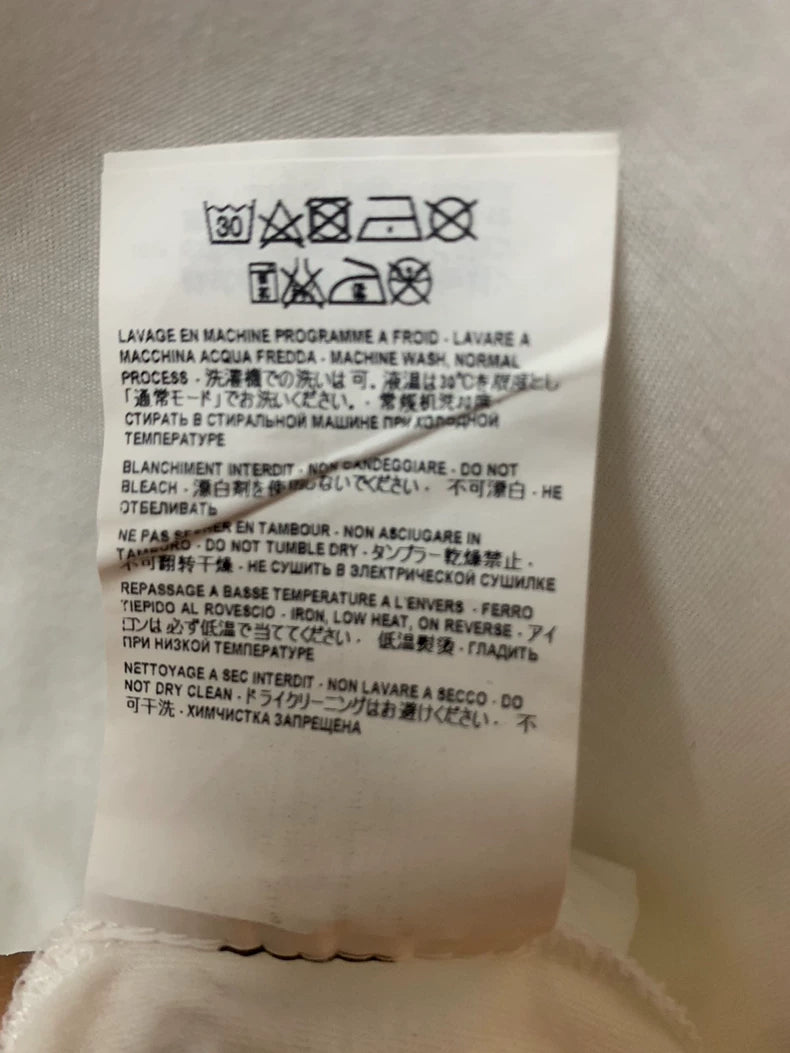 30
LAVAGE EN MACHINE PROGRAMME A FROID - LAVARE A
MACCHINA ACQUA FREDDA - MACHINE WASH, NORMAL
PROCESS - 洗濯機での洗いは可。液温は30℃を限度とし
「通常モード」でお洗いください。 - 常规机洗
СТИРАТЬ В СТИРАЛЬНОЙ МАШИНЕ ПРИ ХОЛОДНОЙ
ТЕМПЕРАТУРЕ
BLANCHIMENT INTERDIT - NON CANDEGGIARE - DO NOT
BLEACH - 漂白剤を使用しないでください - 不可漂白 - НЕ
ОТБЕЛИВАТЬ
NE PAS SECHER EN TAMBOUR - NON ASCIUGARE IN
TAMBURO - DO NOT TUMBLE DRY - タンブラー乾燥禁止 -
不可翻转干燥 - НЕ СУШИТЬ В ЭЛЕКТРИЧЕСКОЙ СУШИЛКЕ
REPASSAGE A BASSE TEMPERATURE A L'ENVERS - FERRO
TIEPIDO AL ROVESCIO - IRON, LOW HEAT, ON REVERSE - アイ
ロンは必ず低温で当ててください - 低温熨烫 - ГЛАДИТЬ
ПРИ НИЗКОЙ ТЕМПЕРАТУРЕ
NETTOYAGE A SEC INTERDIT - NON LAVARE A SECCO - DO
NOT DRY CLEAN - ドライクリーニングはお避けください - 不
可干洗 - ХИМЧИСТКА ЗАПРЕЩЕНА